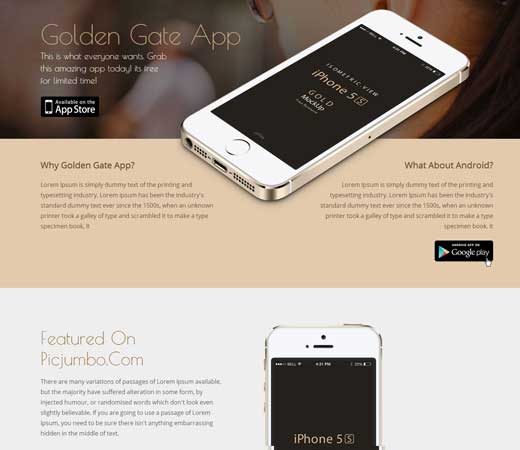 Golden Gate App
This is what everyone wants. Grab
this amazing app today! its free
for limited time!
Available on the
App Store
BELL
4:21 PM
ISOMETRIC VIEW
iPhone 5S
GOLD
MockUp
Why Golden Gate App?
Lorem Ipsum is simply dummy text of the printing and
typesetting industry. Lorem Ipsum has been the industry's
standard dummy text ever since the 1500s, when an unknown
printer took a galley of type and scrambled it to make a type
specimen book, It
What About Android?
Lorem Ipsum is simply dummy text of the printing and
typesetting industry. Lorem Ipsum has been the industry's
standard dummy text ever since the 1500s, when an unknown
printer took a galley of type and scrambled it to make a type
specimen book, It
ANDROID APP ON
Google play
Featured On
Picjumbo.Com
There are many variations of passages of Lorem Ipsum available,
but the majority have suffered alteration in some form, by
injected humour, or randomised words which don't look even
slightly believable. If you are going to use a passage of Lorem
Ipsum, you need to be sure there isn't anything embarrassing
hidden in the middle of text.
BELL
4:21 PM
iPhone 5S